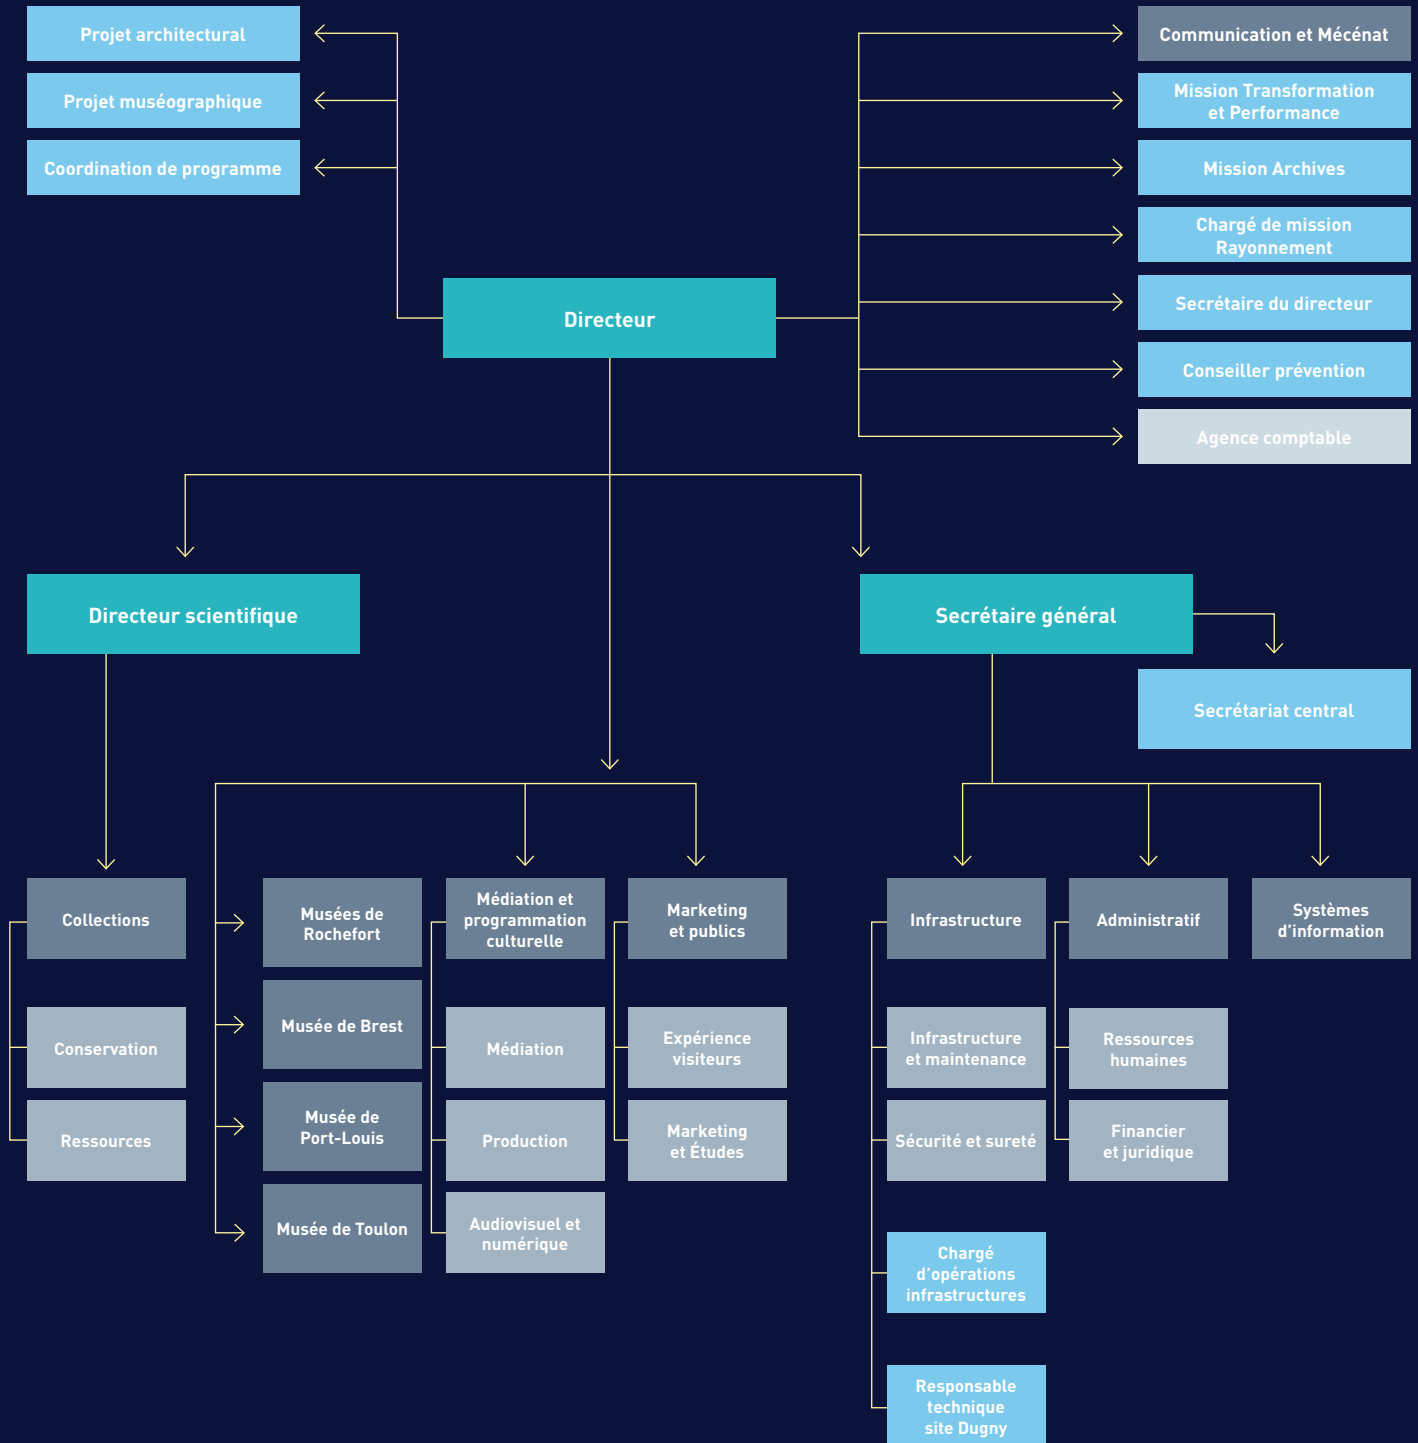 Projet architectural
Projet muséographique
Coordination de programme
Communication et Mécénat
Mission Transformation
et Performance
Mission Archives
Chargé de mission
Rayonnement
Secrétaire du directeur
Conseiller prévention
Agence comptable
Directeur
Directeur scientifique
Secrétaire général
Secrétariat central
Collections
Conservation
Ressources
Musées de
Rochefort
Musée de Brest
Musée de
Port-Louis
Musée de Toulon
Médiation et
programmation
culturelle
Médiation
Production
Audiovisuel et
numérique
Marketing
et publics
Expérience
visiteurs
Marketing
et Études
Infrastructure
Infrastructure
et maintenance
Sécurité et sureté
Chargé
d'opérations
infrastructures
Responsable
technique
site Dugny
Administratif
Ressources
humaines
Financier
et juridique
Systèmes
d'information